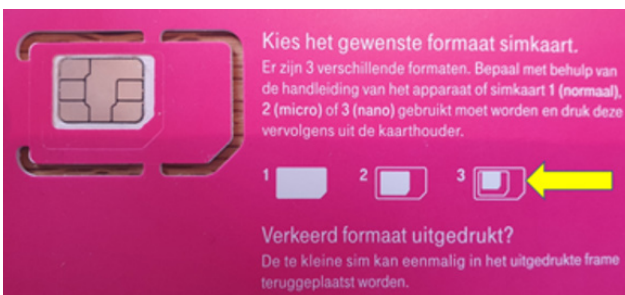 Kies het gewenste formaat simkaart.
Er zijn 3 verschillende formaten. Bepaal met behulp van
de handleiding van het apparaat of simkaart 1 (normaal),
2 (micro) of 3 (nano) gebruikt moet worden en druk deze
vervolgens uit de kaarthouder.
1 2 3
Verkeerd formaat uitgedrukt?
De te kleine sim kan eenmalig in het uitgedrukte frame
teruggeplaatst worden.